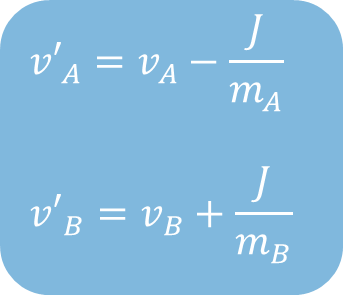 v'_A = v_A − J/m_A
v'_B = v_B + J/m_B